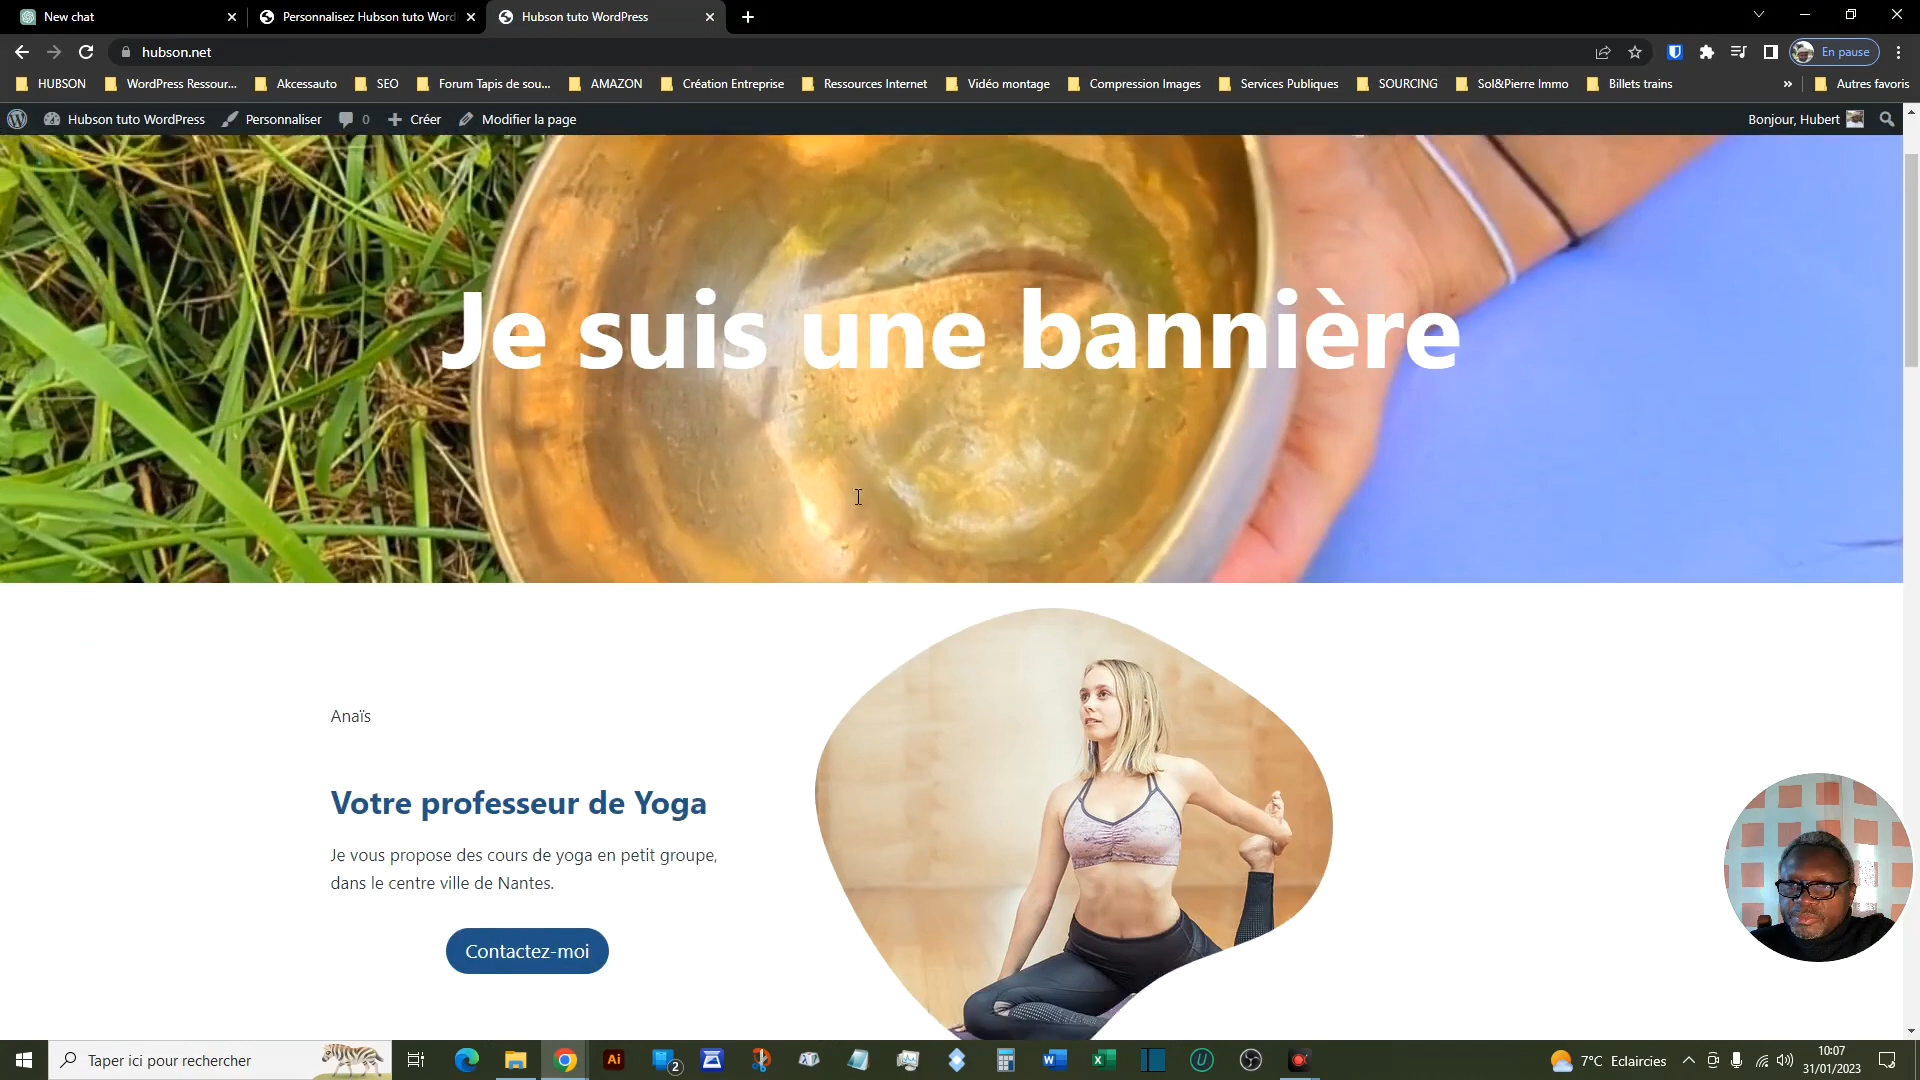 New chat
Personnalisez Hubson tuto Word
Hubson tuto WordPress
hubson.net
En pause
HUBSON
WordPress Ressour...
Akcessauto
SEO
Forum Tapis de sou...
AMAZON
Création Entreprise
Ressources Internet
Vidéo montage
Compression Images
Services Publiques
SOURCING
Sol&Pierre Immo
Billets trains
»
Autres favoris
Hubson tuto WordPress
Personnaliser
0
Créer
Modifier la page
Bonjour, Hubert
Je suis une bannière
Anaïs
Votre professeur de Yoga
Je vous propose des cours de yoga en petit groupe,
dans le centre ville de Nantes.
Contactez-moi
Taper ici pour rechercher
Ai
2
7°C Eclaircies
10:07
31/01/2023